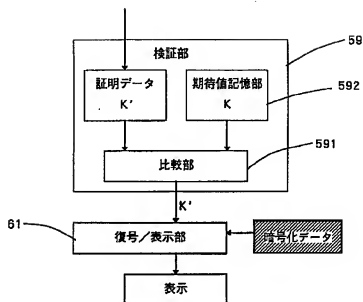 59
検証部
証明データ
K'
期待値記憶部
K
592
比較部
591
K'
61
復号/表示部
暗号化データ
表示